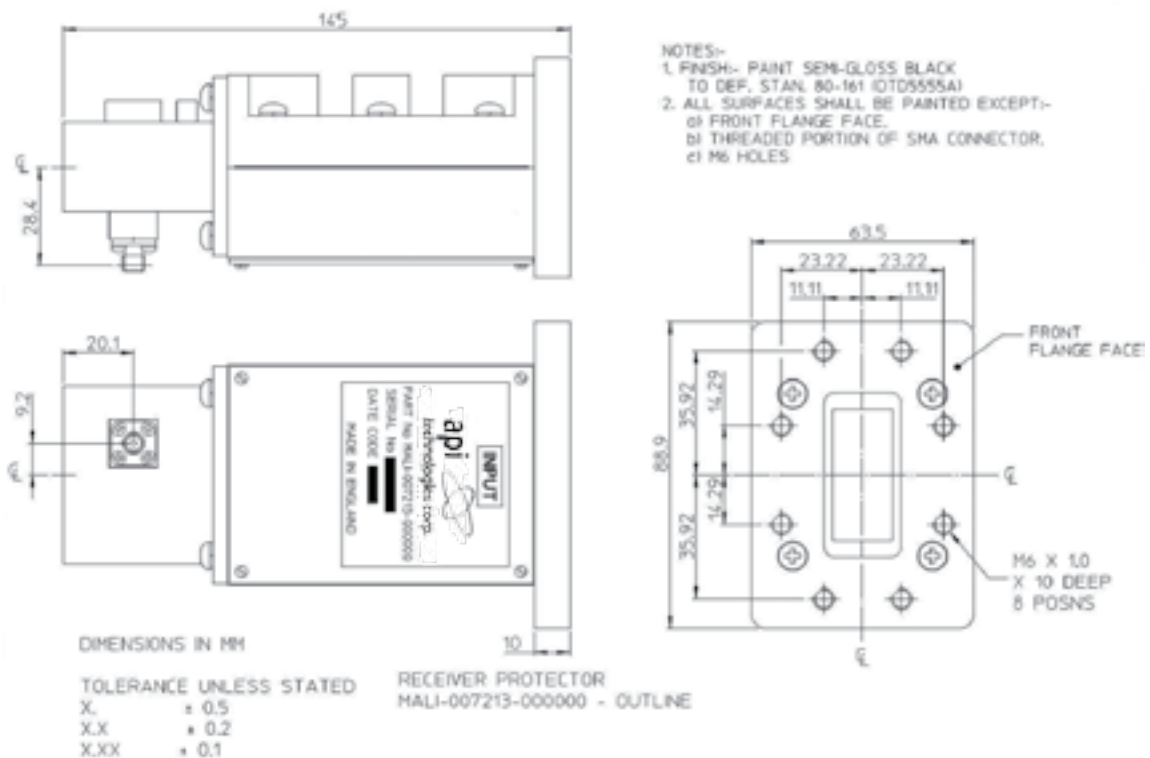 145
NOTES:-
1. FINISH:- PAINT SEMI-GLOSS BLACK
TO DEF. STAN. 80-161 (DTD5555A)
2. ALL SURFACES SHALL BE PAINTED EXCEPT:-
a) FRONT FLANGE FACE.
b) THREADED PORTION OF SMA CONNECTOR.
c) M6 HOLES
28.4
63.5
23.22 23.22
11.11 11.11
FRONT
FLANGE FACE
20.1
9.2
INPUT
api
technologies corp.
PART No MALI-007213-000000
SERIAL No
DATE CODE
MADE IN ENGLAND
88.9
35.92
14.29
14.29
35.92
M6 X 1.0
X 10 DEEP
8 POSNS
10
DIMENSIONS IN MM
TOLERANCE UNLESS STATED
X. ± 0.5
X.X ± 0.2
X.XX ± 0.1
RECEIVER PROTECTOR
MALI-007213-000000 - OUTLINE